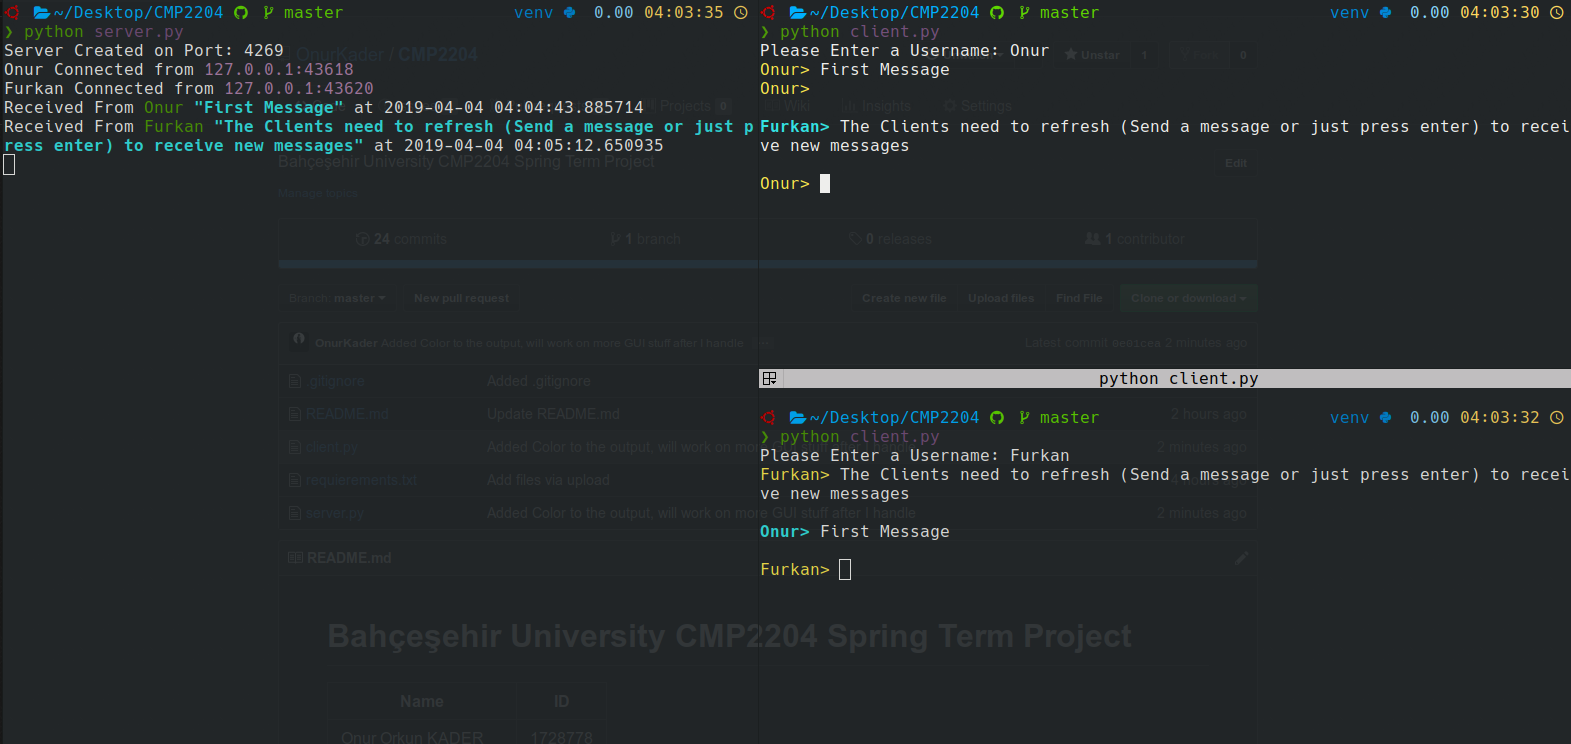 ~/Desktop/CMP2204 master venv 0.00 04:03:35
❯ python server.py
Server Created on Port: 4269
Onur Connected from 127.0.0.1:43618
Furkan Connected from 127.0.0.1:43620
Received From Onur "First Message" at 2019-04-04 04:04:43.885714
Received From Furkan "The Clients need to refresh (Send a message or just p
ress enter) to receive new messages" at 2019-04-04 04:05:12.650935
~/Desktop/CMP2204 master venv 0.00 04:03:30
❯ python client.py
Please Enter a Username: Onur
Onur> First Message
Onur>
Furkan> The Clients need to refresh (Send a message or just press enter) to recei
ve new messages
Onur>
python client.py
~/Desktop/CMP2204 master venv 0.00 04:03:32
❯ python client.py
Please Enter a Username: Furkan
Furkan> The Clients need to refresh (Send a message or just press enter) to recei
ve new messages
Onur> First Message
Furkan>
OnurKader / CMP2204
Unstar 1 0
Projects 0 Wiki Insights Settings
Bahçeşehir University CMP2204 Spring Term Project Edit
Manage topics
24 commits 1 branch 0 releases 1 contributor
Branch: master New pull request Create new file Upload files Find File Clone or download
OnurKader Added Color to the output, will work on more GUI stuff after I handle Latest commit 2 minutes ago
.gitignore Added .gitignore
README.md Update README.md 2 hours ago
client.py Added Color to the output, will work on more GUI stuff after I handle 2 minutes ago
requierements.txt Add files via upload hours ago
server.py Added Color to the output, will work on more GUI stuff after I handle 2 minutes ago
README.md
Bahçeşehir University CMP2204 Spring Term Project
Name ID
Onur Orkun KADER 1728778